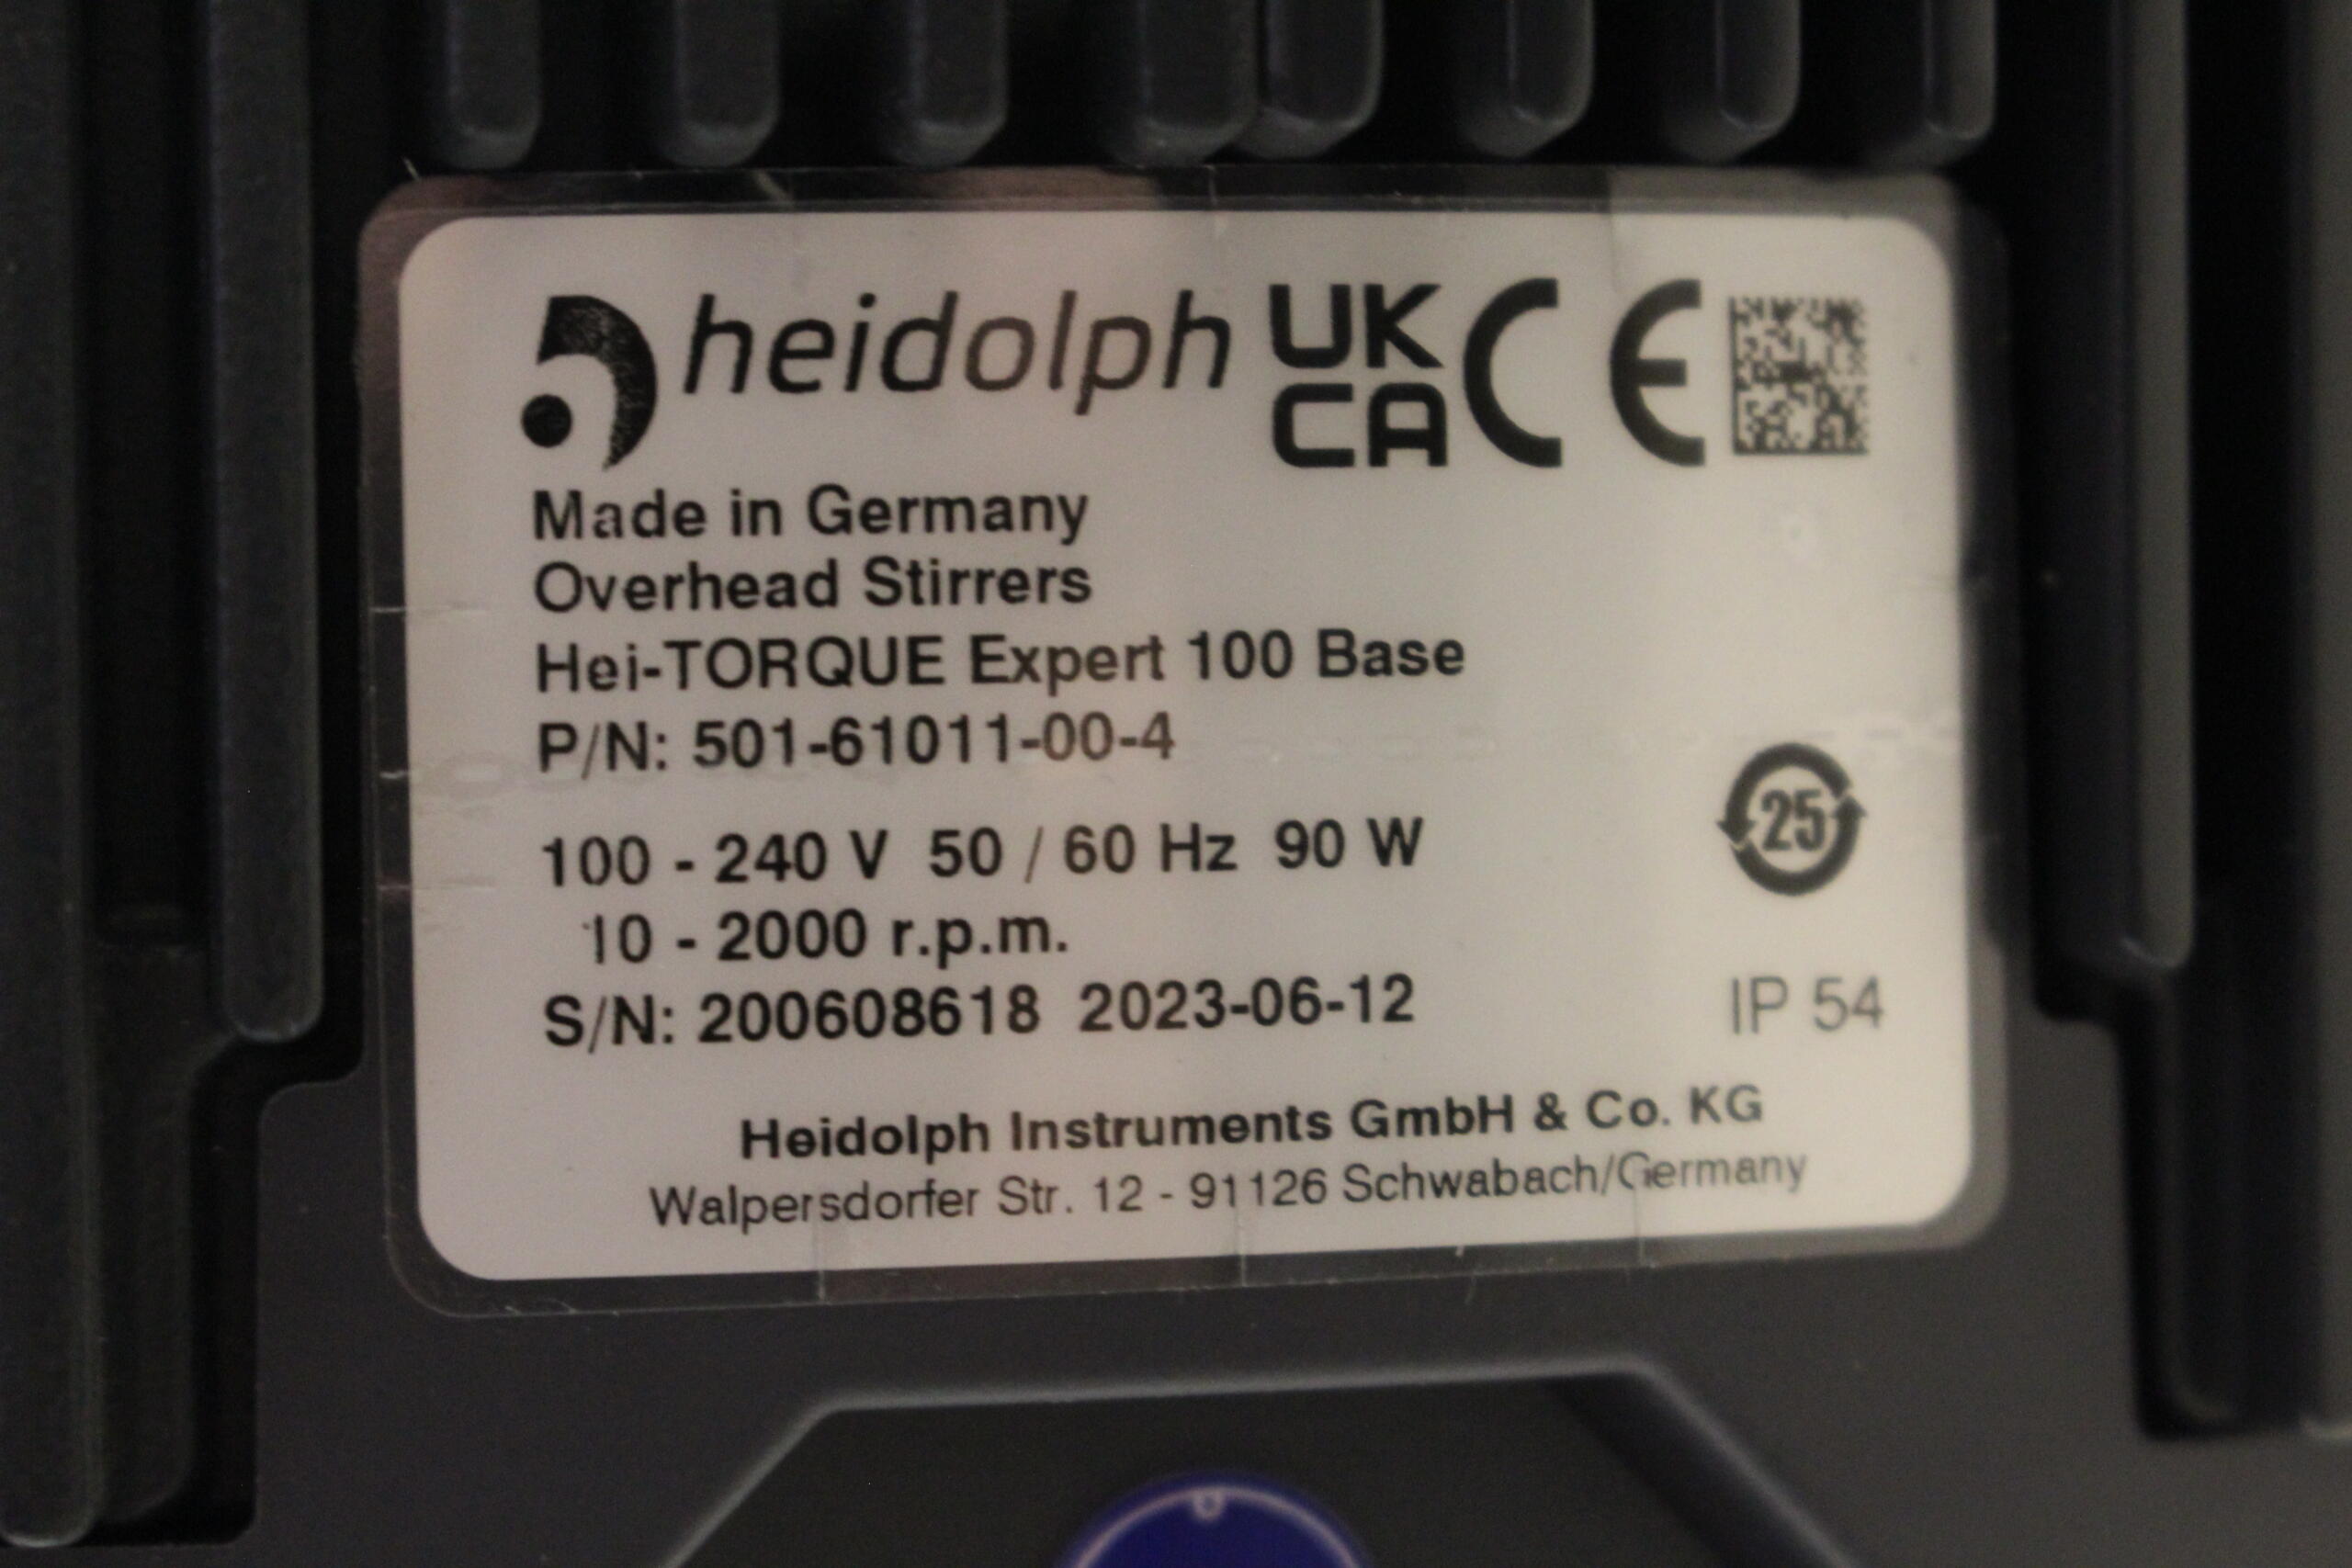 heidolph UK CA CE
Made in Germany
Overhead Stirrers
Hei-TORQUE Expert 100 Base
P/N: 501-61011-00-4
25
100 - 240 V 50 / 60 Hz 90 W
10 - 2000 r.p.m.
S/N: 200608618 2023-06-12
IP 54
Heidolph Instruments GmbH & Co. KG
Walpersdorfer Str. 12 - 91126 Schwabach/Germany